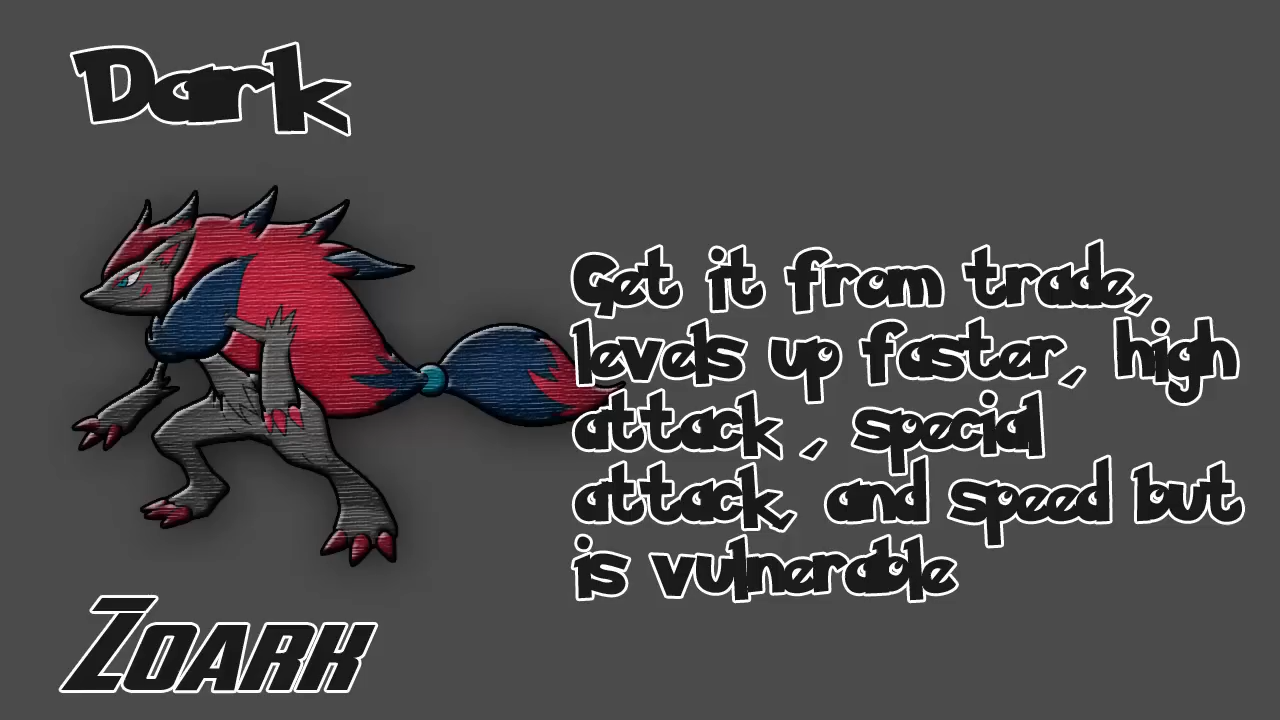 Dark
Get it from trade,
levels up faster, high
attack , special
attack, and speed but
is vulnerable
Zoark